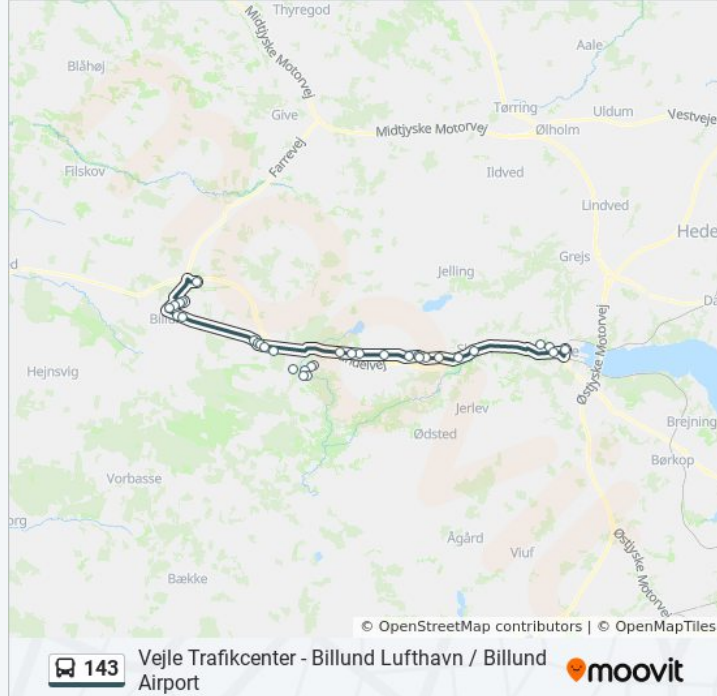 Thyregod
Midtjyske Motorvej
Aale
Blåhøj
Tørring
Uldum
Give
Vestveje
Midtjyske Motorvej
Ølholm
Farrevej
Filskov
Ildved
Lindved
Hede
Grejs
Jelling
Hejnsvig
Østjyske Motorvej
Jerlev
Brejning
Ødsted
Børkop
Vorbasse
org
Østjyske Motorvej
Ågård
Viuf
Bække
© OpenStreetMap contributors | © OpenMapTiles
143
Vejle Trafikcenter - Billund Lufthavn / Billund
Airport
moovit